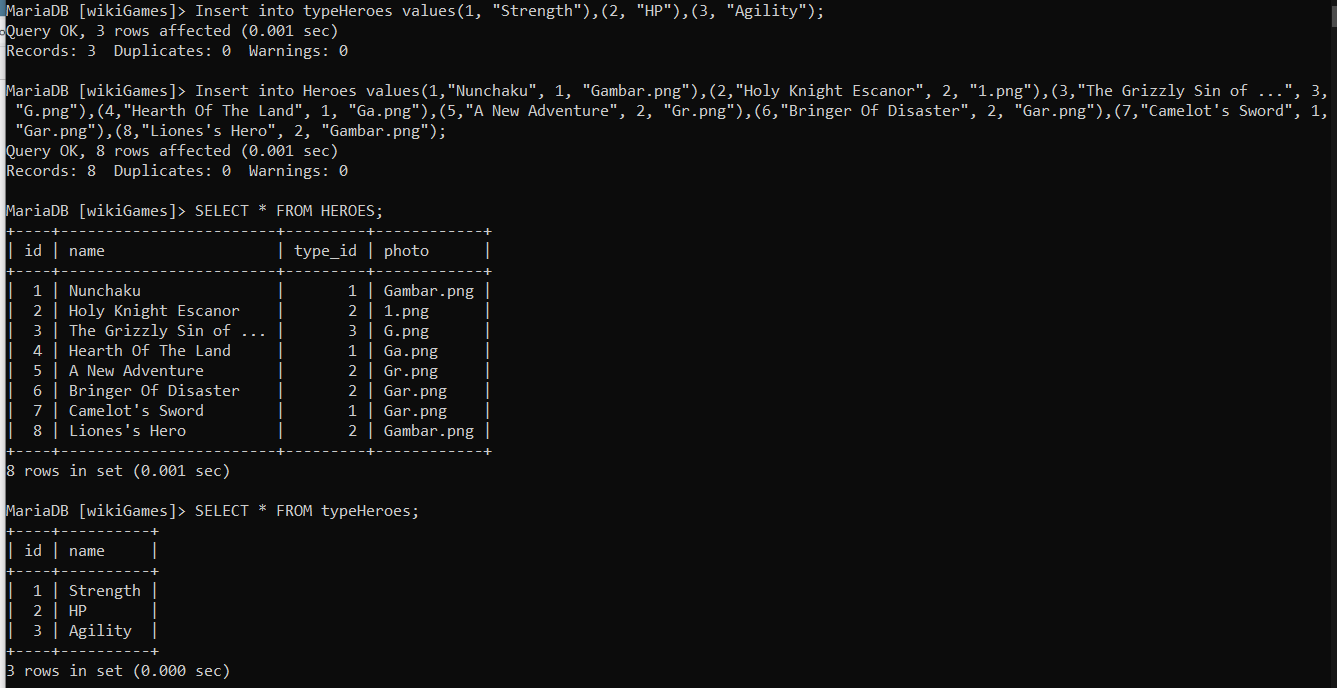 MariaDB [wikiGames]> Insert into typeHeroes values(1, "Strength"),(2, "HP"),(3, "Agility");
Query OK, 3 rows affected (0.001 sec)
Records: 3  Duplicates: 0  Warnings: 0
MariaDB [wikiGames]> Insert into Heroes values(1,"Nunchaku", 1, "Gambar.png"),(2,"Holy Knight Escanor", 2, "1.png"),(3,"The Grizzly Sin of ...", 3,
"G.png"),(4,"Hearth Of The Land", 1, "Ga.png"),(5,"A New Adventure", 2, "Gr.png"),(6,"Bringer Of Disaster", 2, "Gar.png"),(7,"Camelot's Sword", 1,
"Gar.png"),(8,"Liones's Hero", 2, "Gambar.png");
Query OK, 8 rows affected (0.001 sec)
Records: 8  Duplicates: 0  Warnings: 0
MariaDB [wikiGames]> SELECT * FROM HEROES;
+----+------------------------+---------+------------+
| id | name                   | type_id | photo      |
+----+------------------------+---------+------------+
|  1 | Nunchaku               |       1 | Gambar.png |
|  2 | Holy Knight Escanor    |       2 | 1.png      |
|  3 | The Grizzly Sin of ... |       3 | G.png      |
|  4 | Hearth Of The Land     |       1 | Ga.png     |
|  5 | A New Adventure        |       2 | Gr.png     |
|  6 | Bringer Of Disaster    |       2 | Gar.png    |
|  7 | Camelot's Sword        |       1 | Gar.png    |
|  8 | Liones's Hero          |       2 | Gambar.png |
+----+------------------------+---------+------------+
8 rows in set (0.001 sec)
MariaDB [wikiGames]> SELECT * FROM typeHeroes;
+----+----------+
| id | name     |
+----+----------+
|  1 | Strength |
|  2 | HP       |
|  3 | Agility  |
+----+----------+
3 rows in set (0.000 sec)